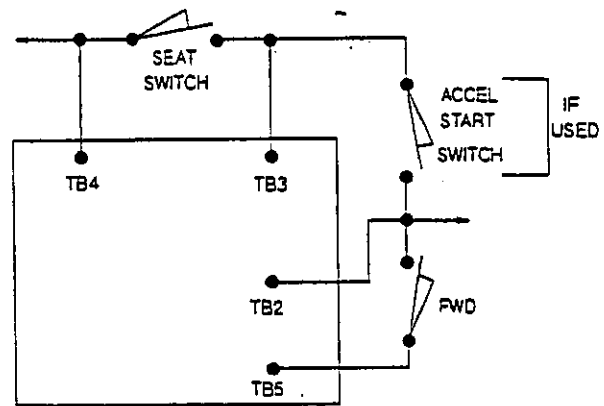 SEAT
SWITCH
ACCEL
START
SWITCH
IF
USED
TB4
TB3
TB2
FWD
TB5